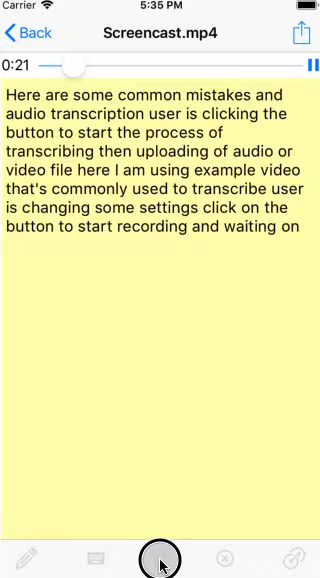 Carrier 5:35 PM
Back Screencast.mp4
0:21
Here are some common mistakes and
audio transcription user is clicking the
button to start the process of
transcribing then uploading of audio or
video file here I am using example video
that's commonly used to transcribe user
is changing some settings click on the
button to start recording and waiting on